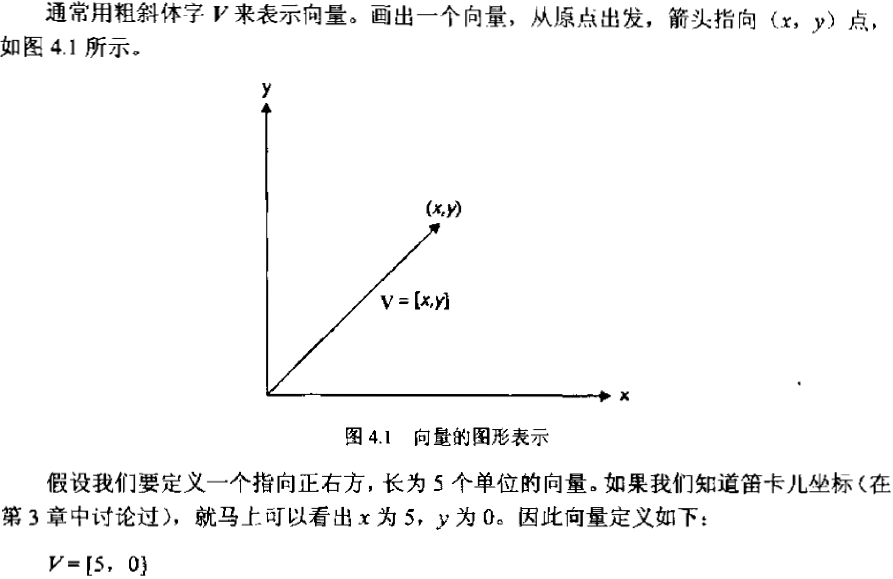 通常用粗斜体字 V 来表示向量。画出一个向量，从原点出发，箭头指向（x，y）点，
如图 4.1 所示。
y
(x,y)
V = [x,y]
x
图 4.1 向量的图形表示
假设我们要定义一个指向正右方，长为 5 个单位的向量。如果我们知道笛卡儿坐标（在
第 3 章中讨论过），就马上可以看出 x 为 5，y 为 0。因此向量定义如下：
V = [5，0]